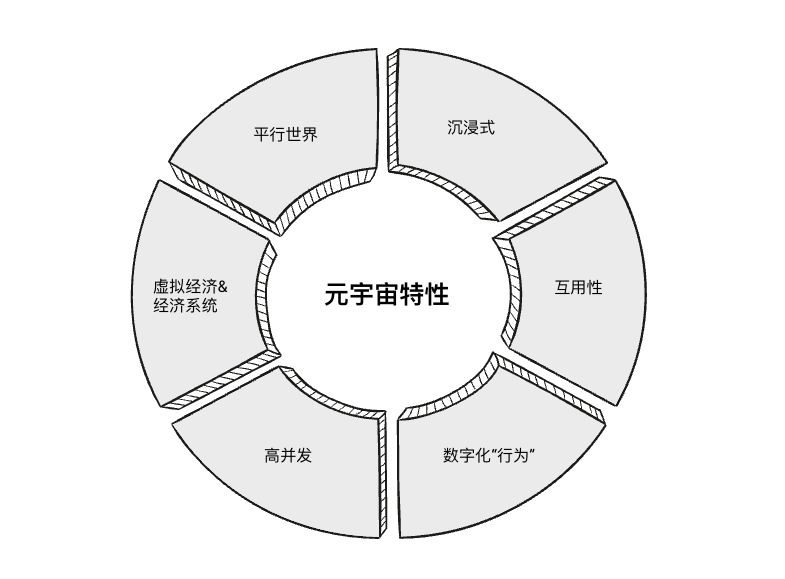 平行世界
沉浸式
虚拟经济&
经济系统
元宇宙特性
互用性
高并发
数字化“行为”